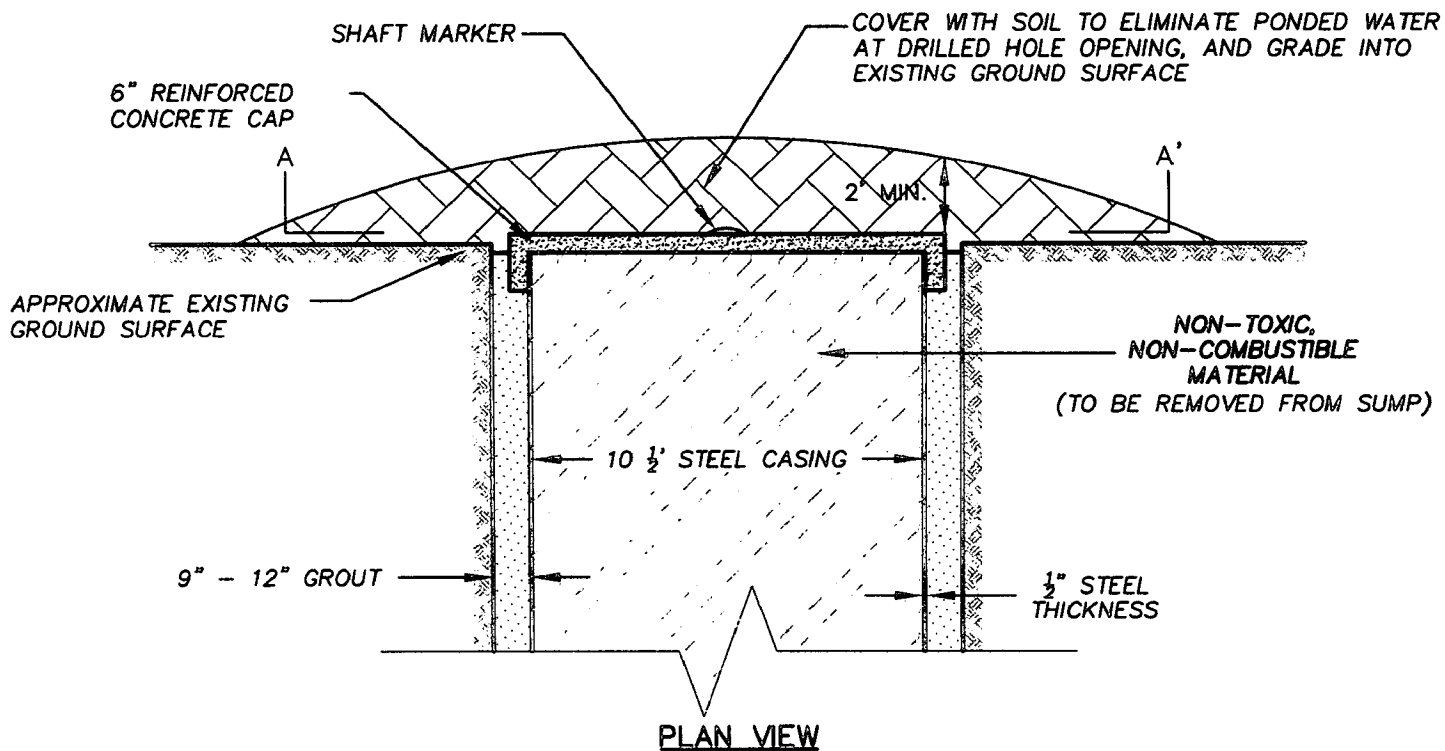 SHAFT MARKER
COVER WITH SOIL TO ELIMINATE PONDED WATER
AT DRILLED HOLE OPENING, AND GRADE INTO
EXISTING GROUND SURFACE
6" REINFORCED
CONCRETE CAP
A
A'
2' MIN.
APPROXIMATE EXISTING
GROUND SURFACE
NON-TOXIC,
NON-COMBUSTIBLE
MATERIAL
(TO BE REMOVED FROM SUMP)
10 ½' STEEL CASING
9" - 12" GROUT
½" STEEL
THICKNESS
PLAN VIEW